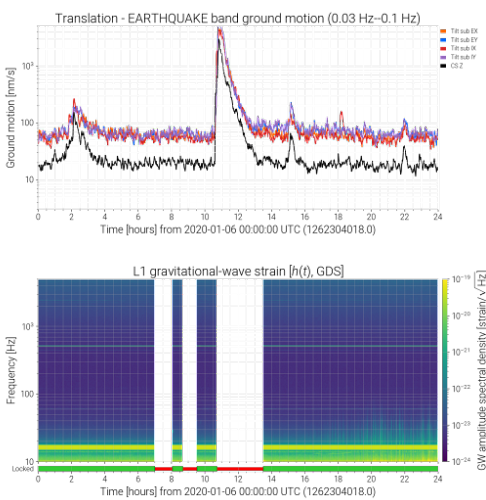 Translation - EARTHQUAKE band ground motion (0.03 Hz--0.1 Hz)
Tilt sub EX
Tilt sub EY
Tilt sub IX
Tilt sub IY
CS Z
Ground motion [nm/s]
10³
100
10
0 2 4 6 8 10 12 14 16 18 20 22 24
Time [hours] from 2020-01-06 00:00:00 UTC (1262304018.0)
L1 gravitational-wave strain [h(t), GDS]
Frequency [Hz]
10³
100
10
GW amplitude spectral density [strain/√Hz]
10⁻¹⁹
10⁻²⁰
10⁻²¹
10⁻²²
10⁻²³
10⁻²⁴
Locked
0 2 4 6 8 10 12 14 16 18 20 22 24
Time [hours] from 2020-01-06 00:00:00 UTC (1262304018.0)